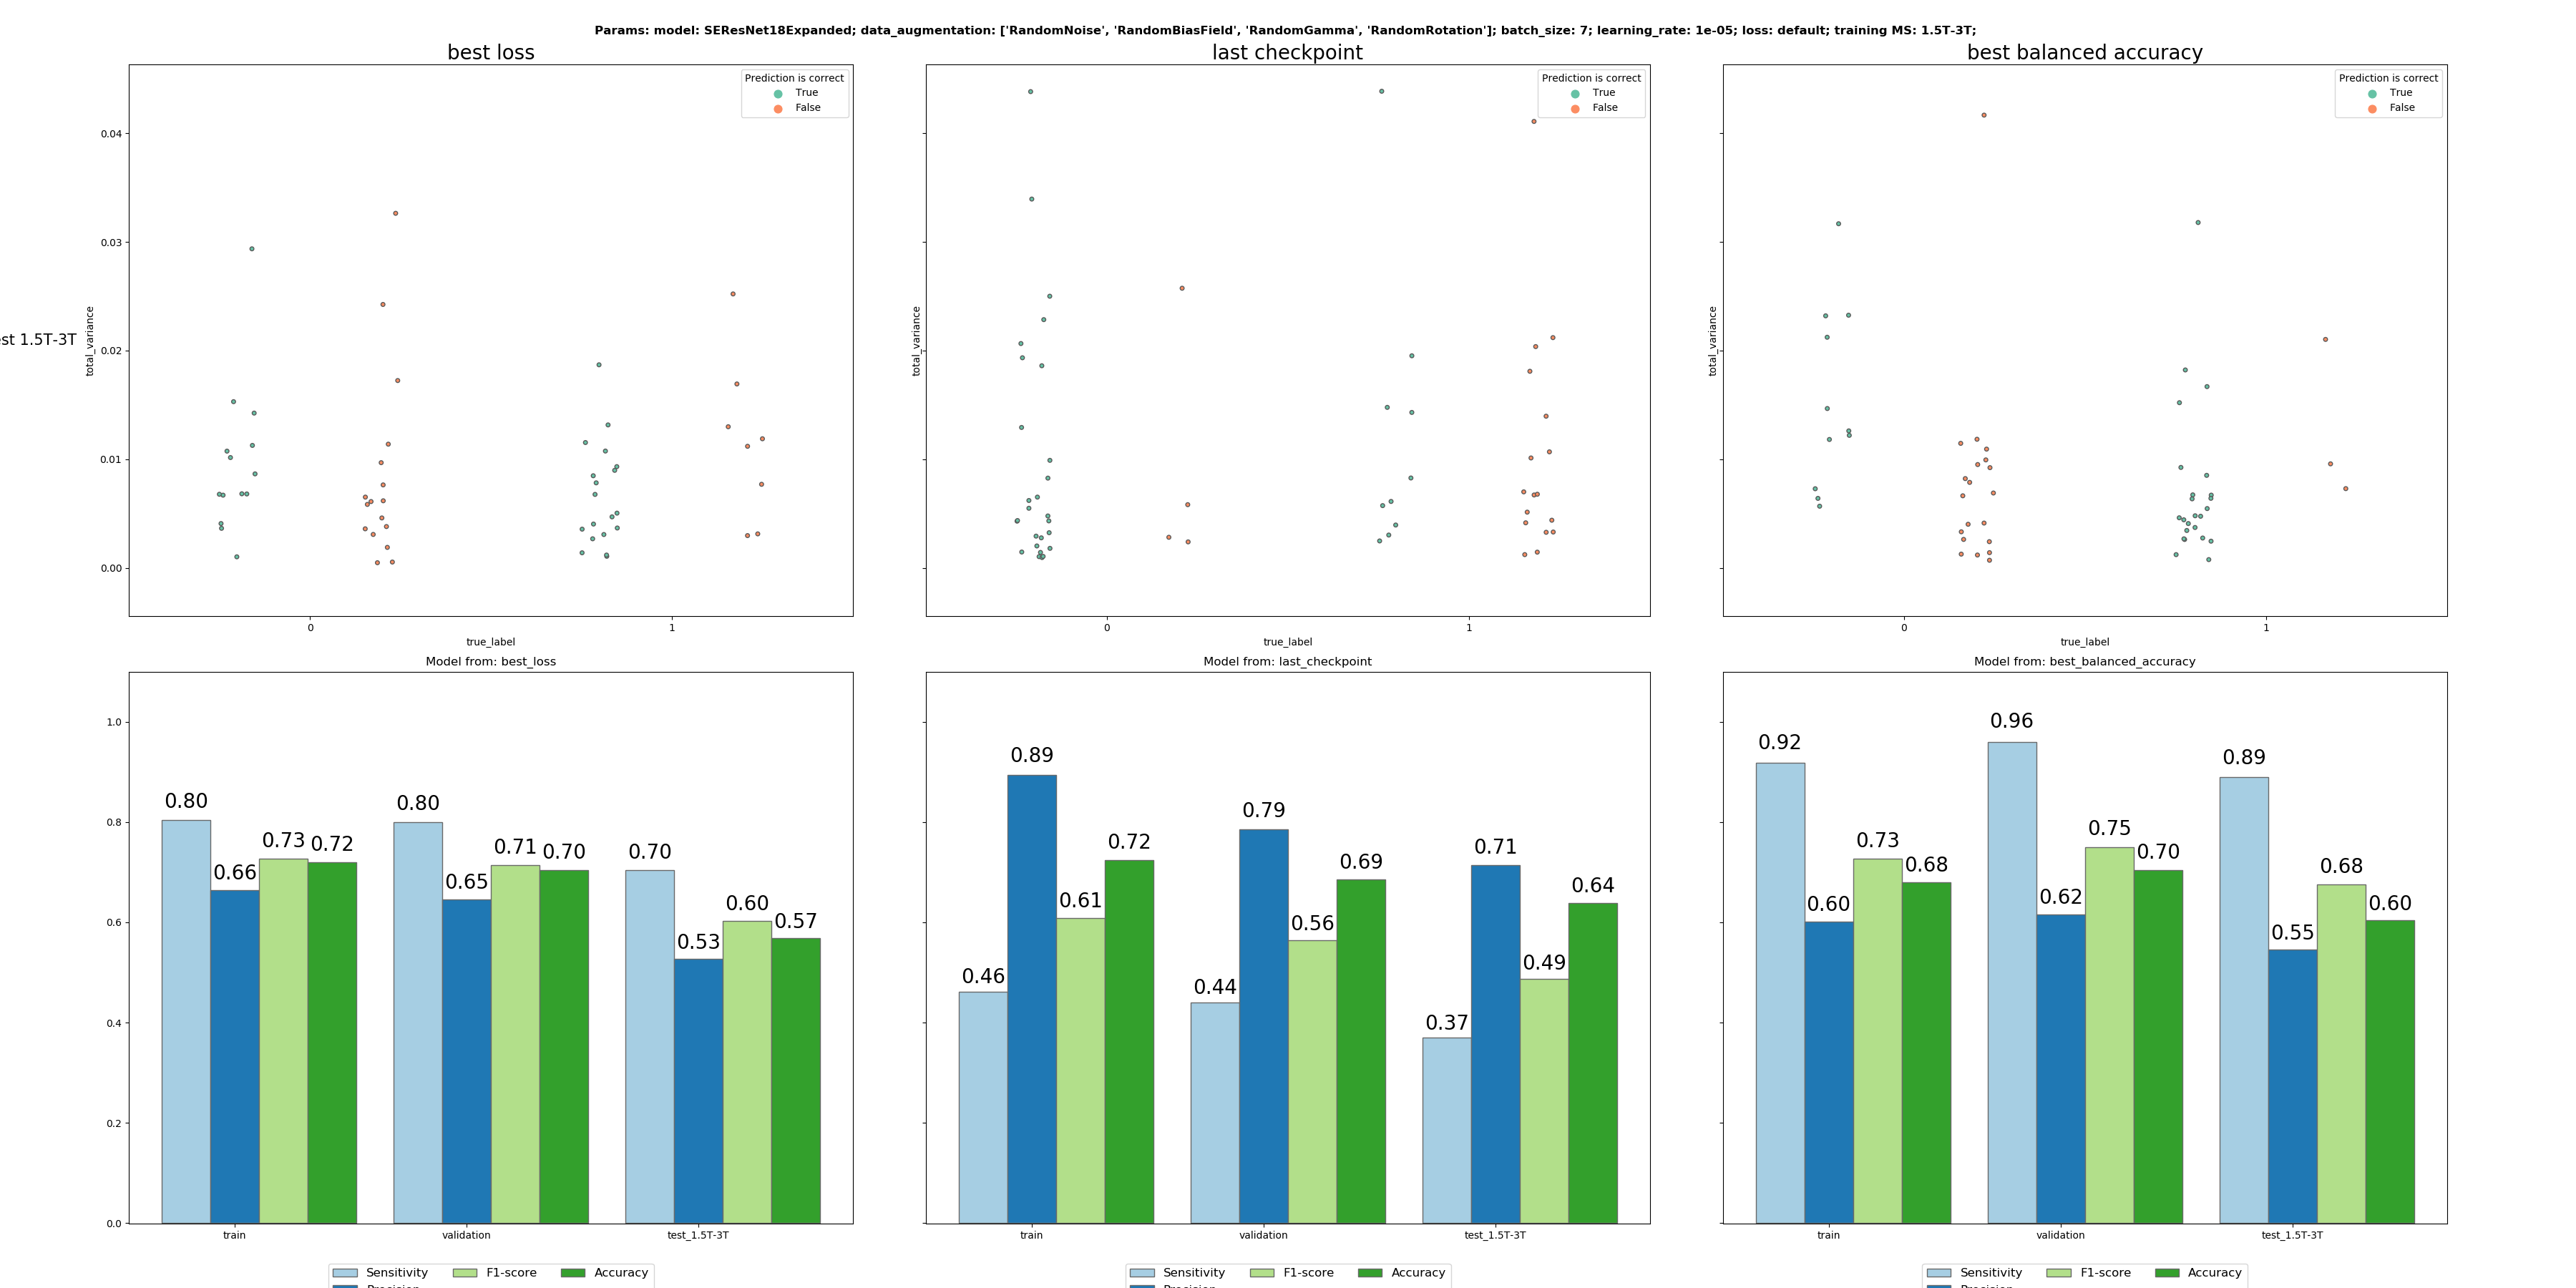 Params: model: SEResNet18Expanded; data_augmentation: ['RandomNoise', 'RandomBiasField', 'RandomGamma', 'RandomRotation']; batch_size: 7; learning_rate: 1e-05; loss: default; training MS: 1.5T-3T;
best loss
last checkpoint
best balanced accuracy
Prediction is correct
True
False
Prediction is correct
True
False
Prediction is correct
True
False
0.04
0.03
0.02
0.01
0.00
1.5T-3T
total_variance
total_variance
total_variance
0 1
0 1
0 1
true_label
true_label
true_label
Model from: best_loss
Model from: last_checkpoint
Model from: best_balanced_accuracy
1.0
0.8
0.6
0.4
0.2
0.0
0.80 0.66 0.73 0.72
0.80 0.65 0.71 0.70
0.70 0.53 0.60 0.57
0.46 0.89 0.61 0.72
0.44 0.79 0.56 0.69
0.37 0.71 0.49 0.64
0.92 0.60 0.73 0.68
0.96 0.62 0.75 0.70
0.89 0.55 0.68 0.60
train validation test_1.5T-3T
train validation test_1.5T-3T
train validation test_1.5T-3T
Sensitivity F1-score Accuracy
Sensitivity F1-score Accuracy
Sensitivity F1-score Accuracy